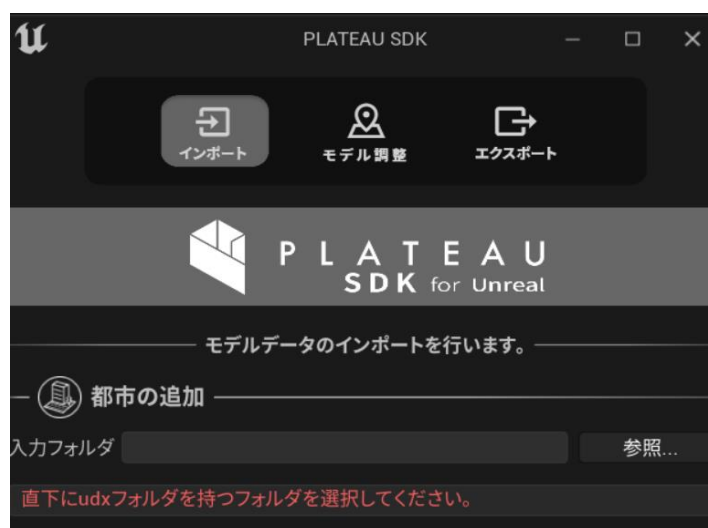 PLATEAU SDK
インポート
モデル調整
エクスポート
PLATEAU
SDK for Unreal
モデルデータのインポートを行います。
都市の追加
入力フォルダ
参照...
直下にudxフォルダを持つフォルダを選択してください。